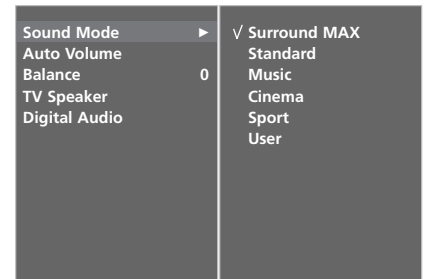 Sound Mode ►
Auto Volume
Balance 0
TV Speaker
Digital Audio
√ Surround MAX
Standard
Music
Cinema
Sport
User